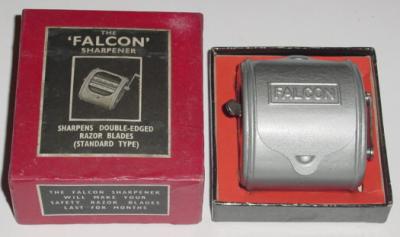 THE
'FALCON'
SHARPENER
SHARPENS DOUBLE-EDGED
RAZOR BLADES
(STANDARD TYPE)
THE FALCON SHARPENER
WILL MAKE YOUR
SAFETY RAZOR BLADES
LAST FOR MONTHS
FALCON